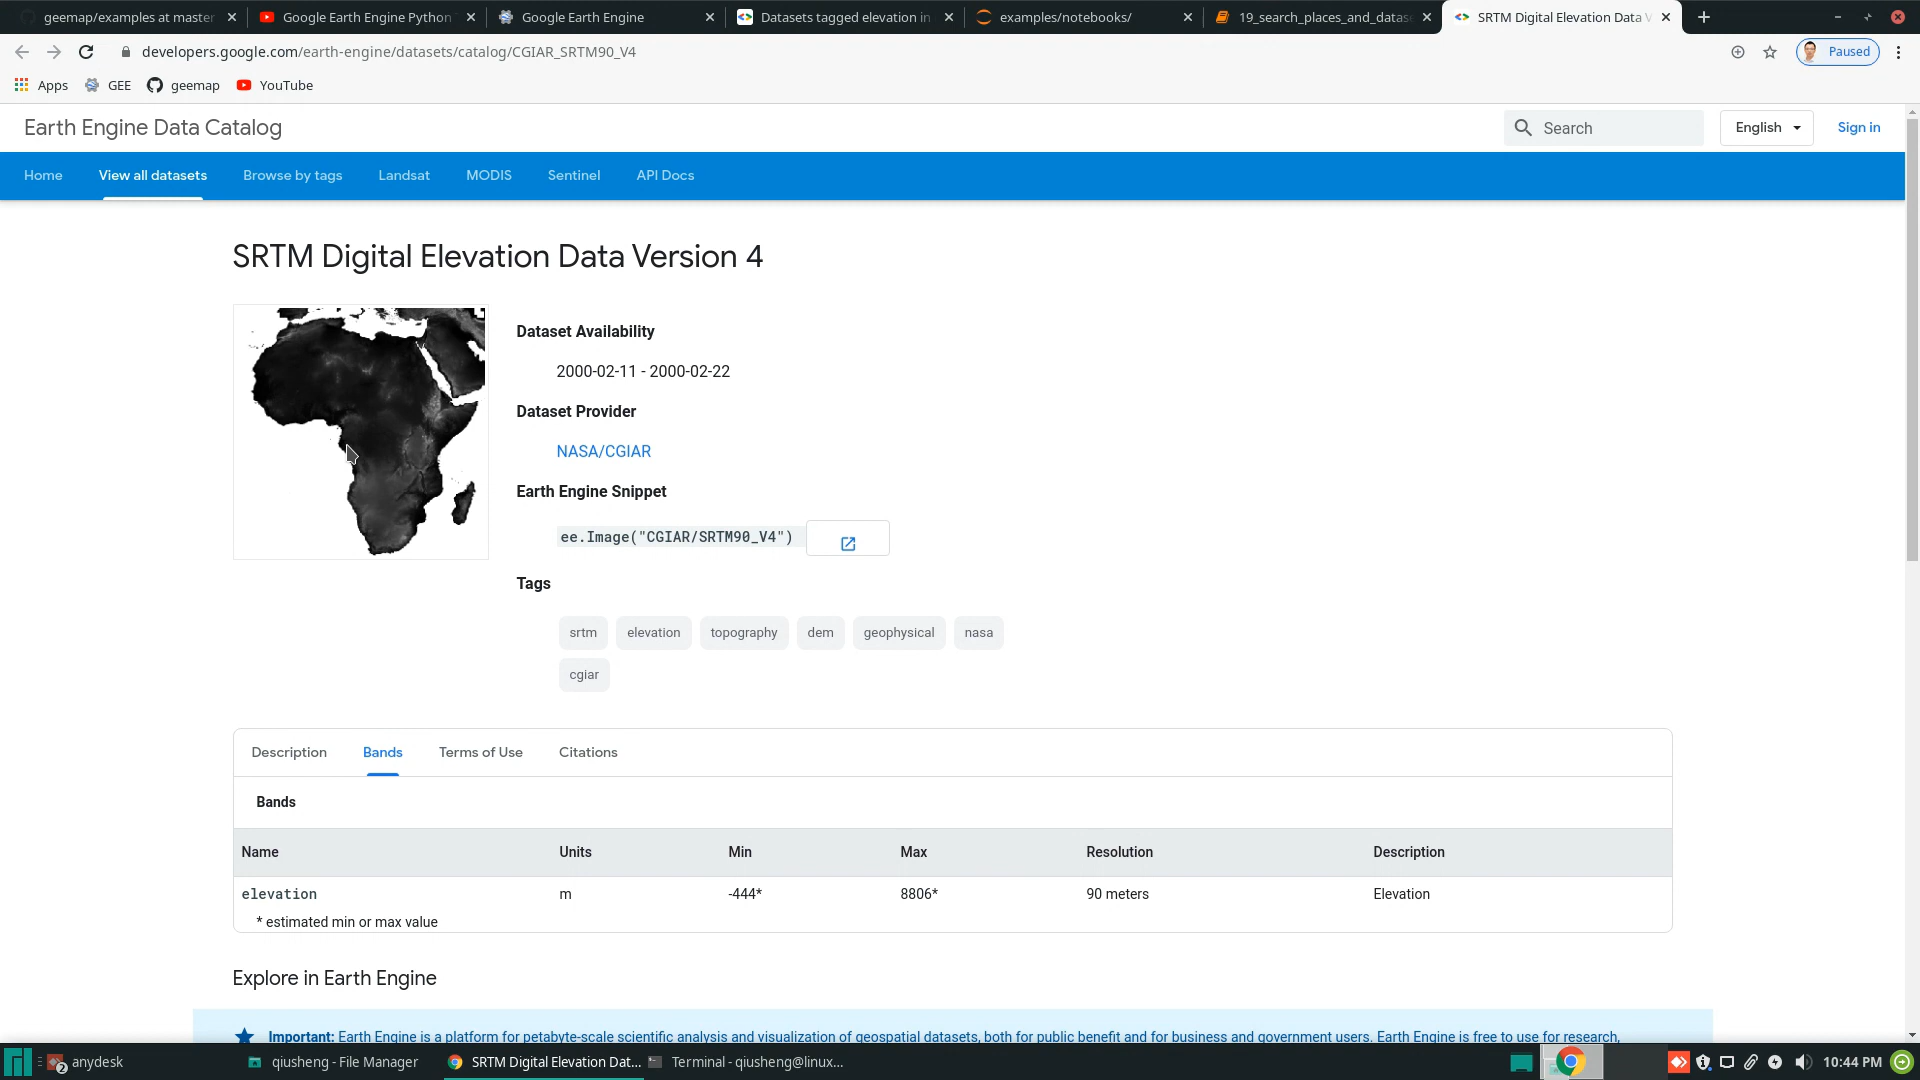 geemap/examples at master
Google Earth Engine Python
Google Earth Engine
Datasets tagged elevation in
examples/notebooks/
19_search_places_and_datase
SRTM Digital Elevation Data V
developers.google.com/earth-engine/datasets/catalog/CGIAR_SRTM90_V4
Paused
Apps
GEE
geemap
YouTube
Earth Engine Data Catalog
Search
English
Sign in
Home
View all datasets
Browse by tags
Landsat
MODIS
Sentinel
API Docs
SRTM Digital Elevation Data Version 4
Dataset Availability
2000-02-11 - 2000-02-22
Dataset Provider
NASA/CGIAR
Earth Engine Snippet
ee.Image("CGIAR/SRTM90_V4")
Tags
srtm
elevation
topography
dem
geophysical
nasa
cgiar
Description
Bands
Terms of Use
Citations
Bands
Name Units Min Max Resolution Description
elevation m -444* 8806* 90 meters Elevation
* estimated min or max value
Explore in Earth Engine
Important: Earth Engine is a platform for petabyte-scale scientific analysis and visualization of geospatial datasets, both for public benefit and for business and government users. Earth Engine is free to use for research,
2
anydesk
qiusheng - File Manager
SRTM Digital Elevation Dat...
Terminal - qiusheng@linux...
10:44 PM